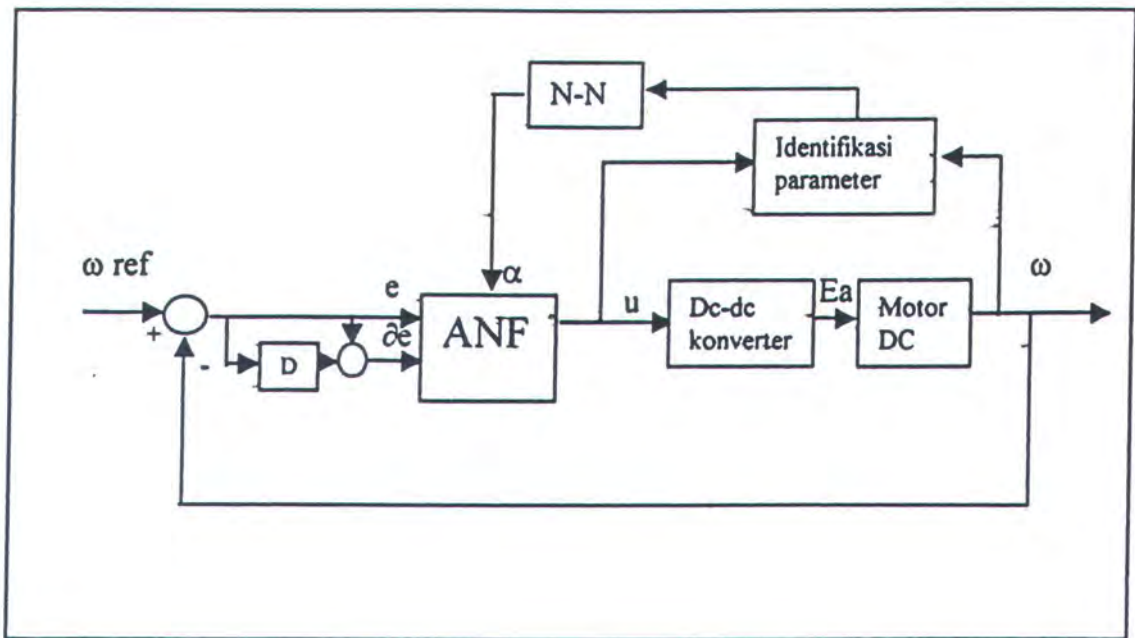 N-N
Identifikasi
parameter
ω ref
e
α
ω
+
-
D
∂e
ANF
u
Dc-dc
konverter
Ea
Motor
DC